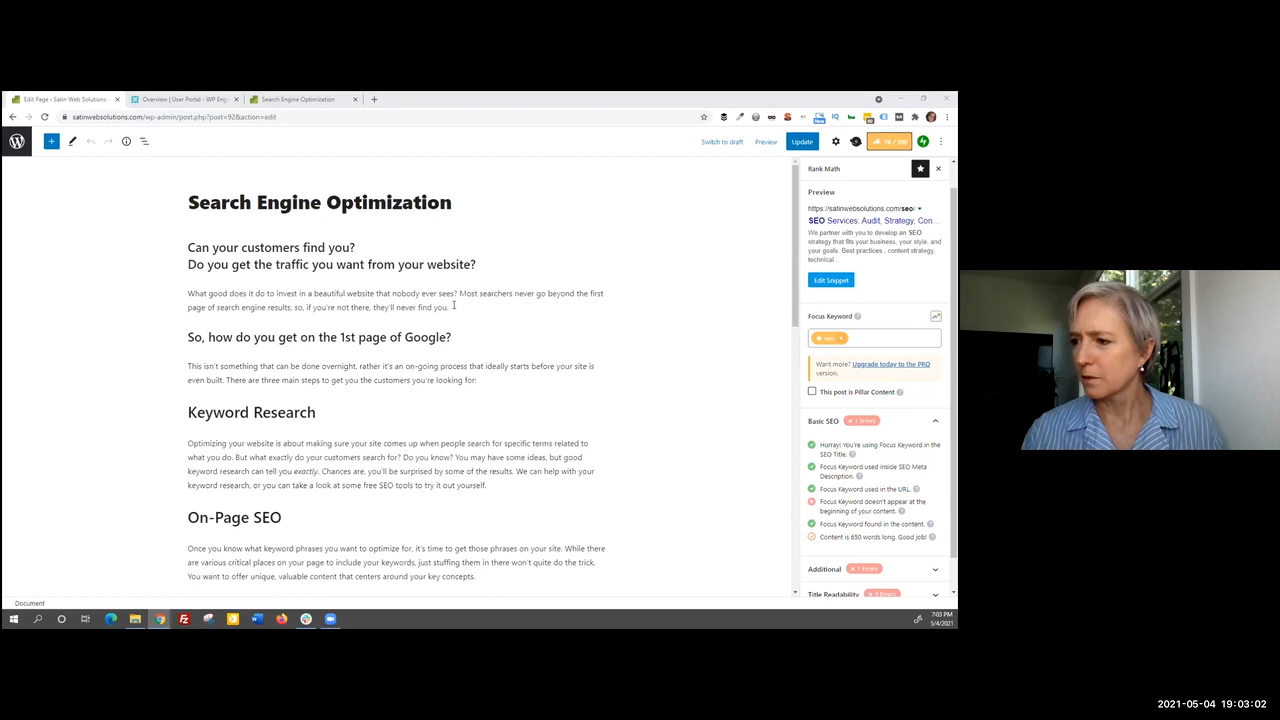 Edit Page ‹ Satin Web Solutions
Overview | User Portal - WP Eng
Search Engine Optimization
satinwebsolutions.com/wp-admin/post.php?post=92&action=edit
New
Switch to draft
Preview
Update
78 / 100
Search Engine Optimization
Can your customers find you?
Do you get the traffic you want from your website?
What good does it do to invest in a beautiful website that nobody ever sees? Most searchers never go beyond the first
page of search engine results, so, if you're not there, they'll never find you.
So, how do you get on the 1st page of Google?
This isn't something that can be done overnight, rather it's an on-going process that ideally starts before your site is
even built. There are three main steps to get you the customers you're looking for:
Keyword Research
Optimizing your website is about making sure your site comes up when people search for specific terms related to
what you do. But what exactly do your customers search for? Do you know? You may have some ideas, but good
keyword research can tell you exactly. Chances are, you'll be surprised by some of the results. We can help with your
keyword research, or you can take a look at some free SEO tools to try it out yourself.
On-Page SEO
Once you know what keyword phrases you want to optimize for, it's time to get those phrases on your site. While there
are various critical places on your page to include your keywords, just stuffing them in there won't quite do the trick.
You want to offer unique, valuable content that centers around your key concepts.
Document
Rank Math
Preview
https://satinwebsolutions.com/seo/
SEO Services: Audit, Strategy, Con...
We partner with you to develop an SEO
strategy that fits your business, your style, and
your goals. Best practices , content strategy,
technical...
Edit Snippet
Focus Keyword
seo
Want more? Upgrade today to the PRO
version.
This post is Pillar Content
Basic SEO
× 1 Errors
Hurray! You're using Focus Keyword in the
SEO Title.
Focus Keyword used inside SEO Meta
Description.
Focus Keyword used in the URL.
Focus Keyword doesn't appear at the
beginning of your content.
Focus Keyword found in the content.
Content is 650 words long. Good job!
Additional
× 1 Errors
Title Readability
Errors
7:03 PM
5/4/2021
2021-05-04 19:03:02